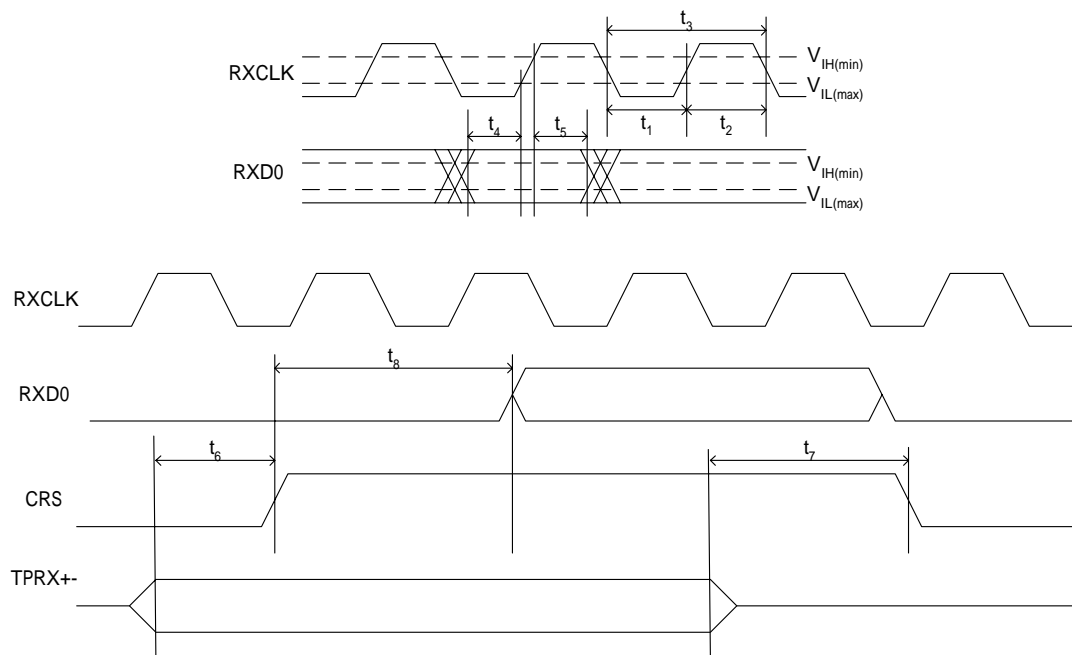 t3
RXCLK
VIH(min)
VIL(max)
t4
t5
t1
t2
RXD0
VIH(min)
VIL(max)
RXCLK
t8
RXD0
t6
t7
CRS
TPRX+-